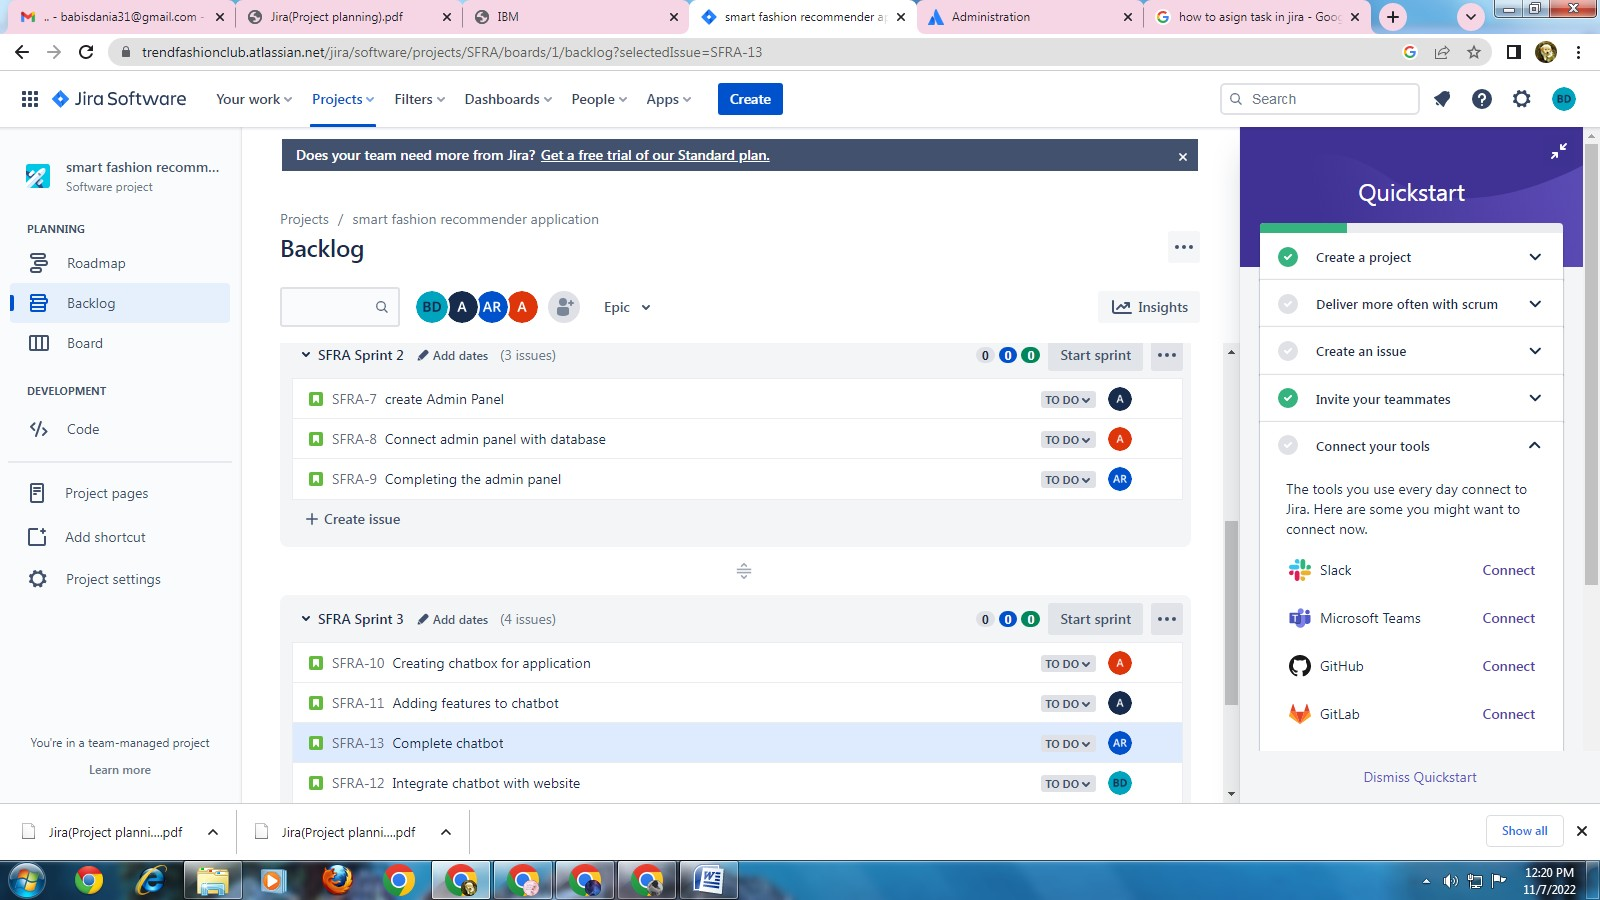 .. - babisdania31@gmail.com -
Jira(Project planning).pdf
IBM
smart fashion recommender ap
Administration
how to asign task in jira - Goog
trendfashionclub.atlassian.net/jira/software/projects/SFRA/boards/1/backlog?selectedIssue=SFRA-13
Jira Software
Your work
Projects
Filters
Dashboards
People
Apps
Create
Search
BD
smart fashion recomm...
Software project
PLANNING
Roadmap
Backlog
Board
DEVELOPMENT
Code
Project pages
Add shortcut
Project settings
You're in a team-managed project
Learn more
Does your team need more from Jira? Get a free trial of our Standard plan.
Projects / smart fashion recommender application
Backlog
BD A AR A
Epic
Insights
SFRA Sprint 2 Add dates (3 issues) 0 0 0 Start sprint
SFRA-7 create Admin Panel TO DO A
SFRA-8 Connect admin panel with database TO DO A
SFRA-9 Completing the admin panel TO DO AR
+ Create issue
SFRA Sprint 3 Add dates (4 issues) 0 0 0 Start sprint
SFRA-10 Creating chatbox for application TO DO A
SFRA-11 Adding features to chatbot TO DO A
SFRA-13 Complete chatbot TO DO AR
SFRA-12 Integrate chatbot with website TO DO BD
Quickstart
Create a project
Deliver more often with scrum
Create an issue
Invite your teammates
Connect your tools
The tools you use every day connect to
Jira. Here are some you might want to
connect now.
Slack Connect
Microsoft Teams Connect
GitHub Connect
GitLab Connect
Dismiss Quickstart
Jira(Project planni....pdf
Jira(Project planni....pdf
Show all
12:20 PM
11/7/2022